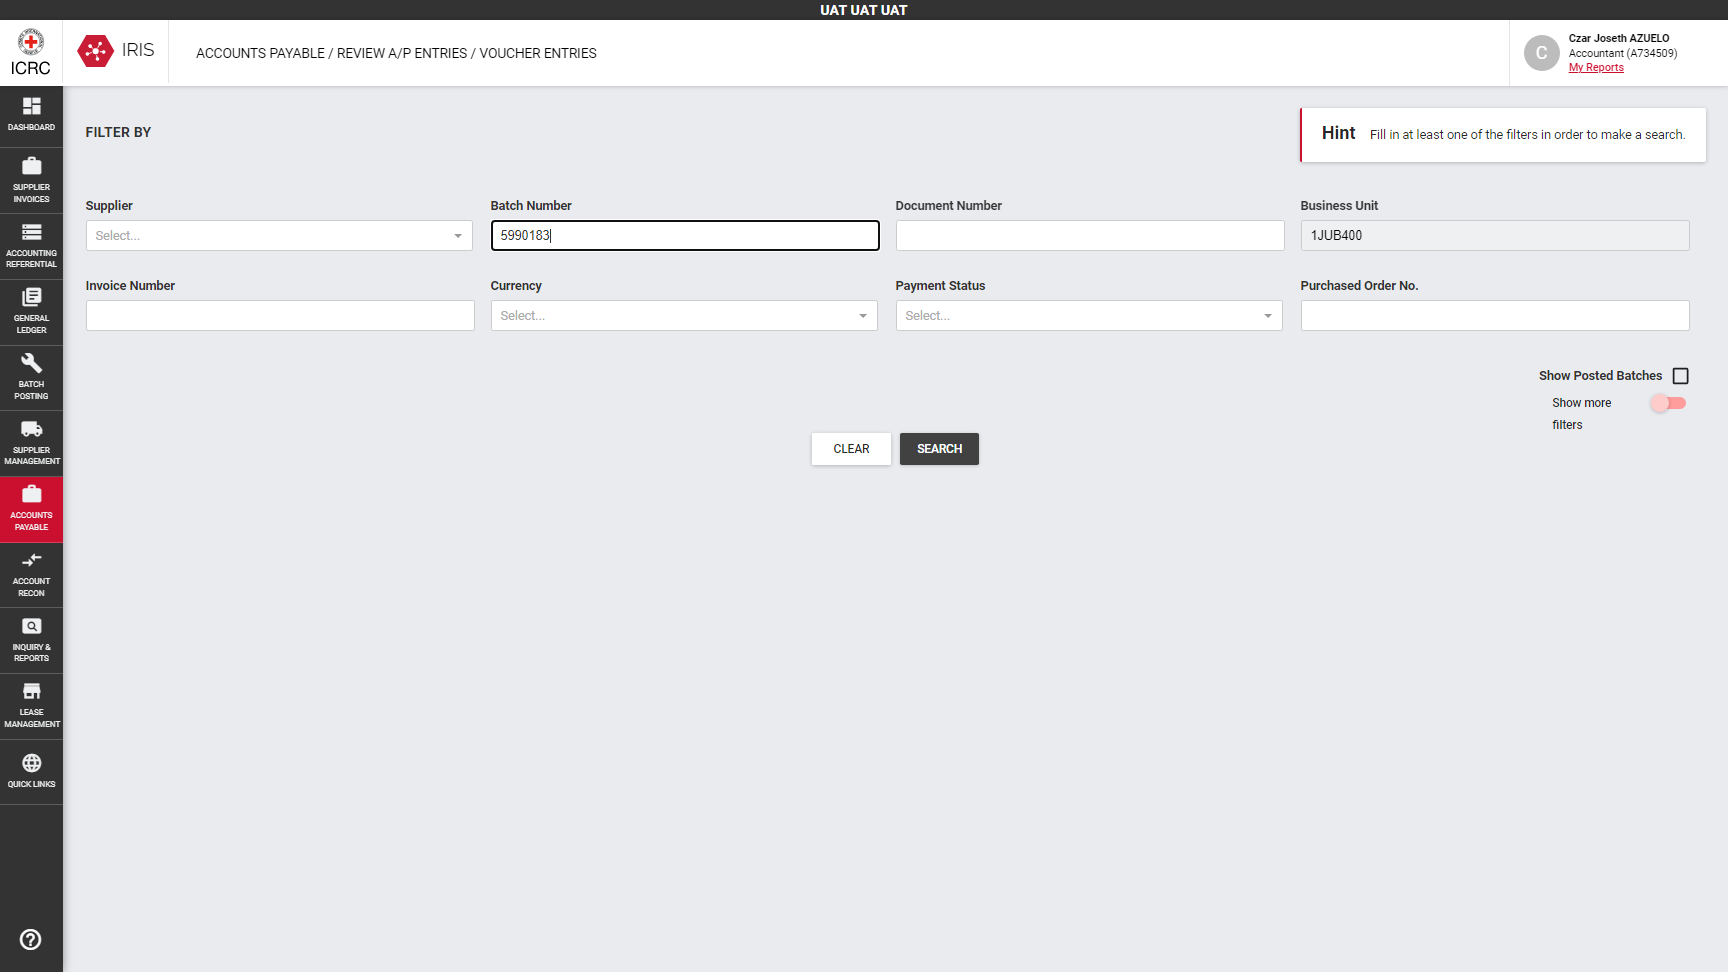 UAT UAT UAT
ICRC
IRIS
ACCOUNTS PAYABLE / REVIEW A/P ENTRIES / VOUCHER ENTRIES
C
Czar Joseth AZUELO
Accountant (A734509)
My Reports
DASHBOARD
SUPPLIER
INVOICES
ACCOUNTING
REFERENTIAL
GENERAL
LEDGER
BATCH
POSTING
SUPPLIER
MANAGEMENT
ACCOUNTS
PAYABLE
ACCOUNT
RECON
INQUIRY &
REPORTS
LEASE
MANAGEMENT
QUICK LINKS
FILTER BY
Hint Fill in at least one of the filters in order to make a search.
Supplier
Select...
Batch Number
5990183
Document Number
Business Unit
1JUB400
Invoice Number
Currency
Select...
Payment Status
Select...
Purchased Order No.
Show Posted Batches
Show more
filters
CLEAR
SEARCH